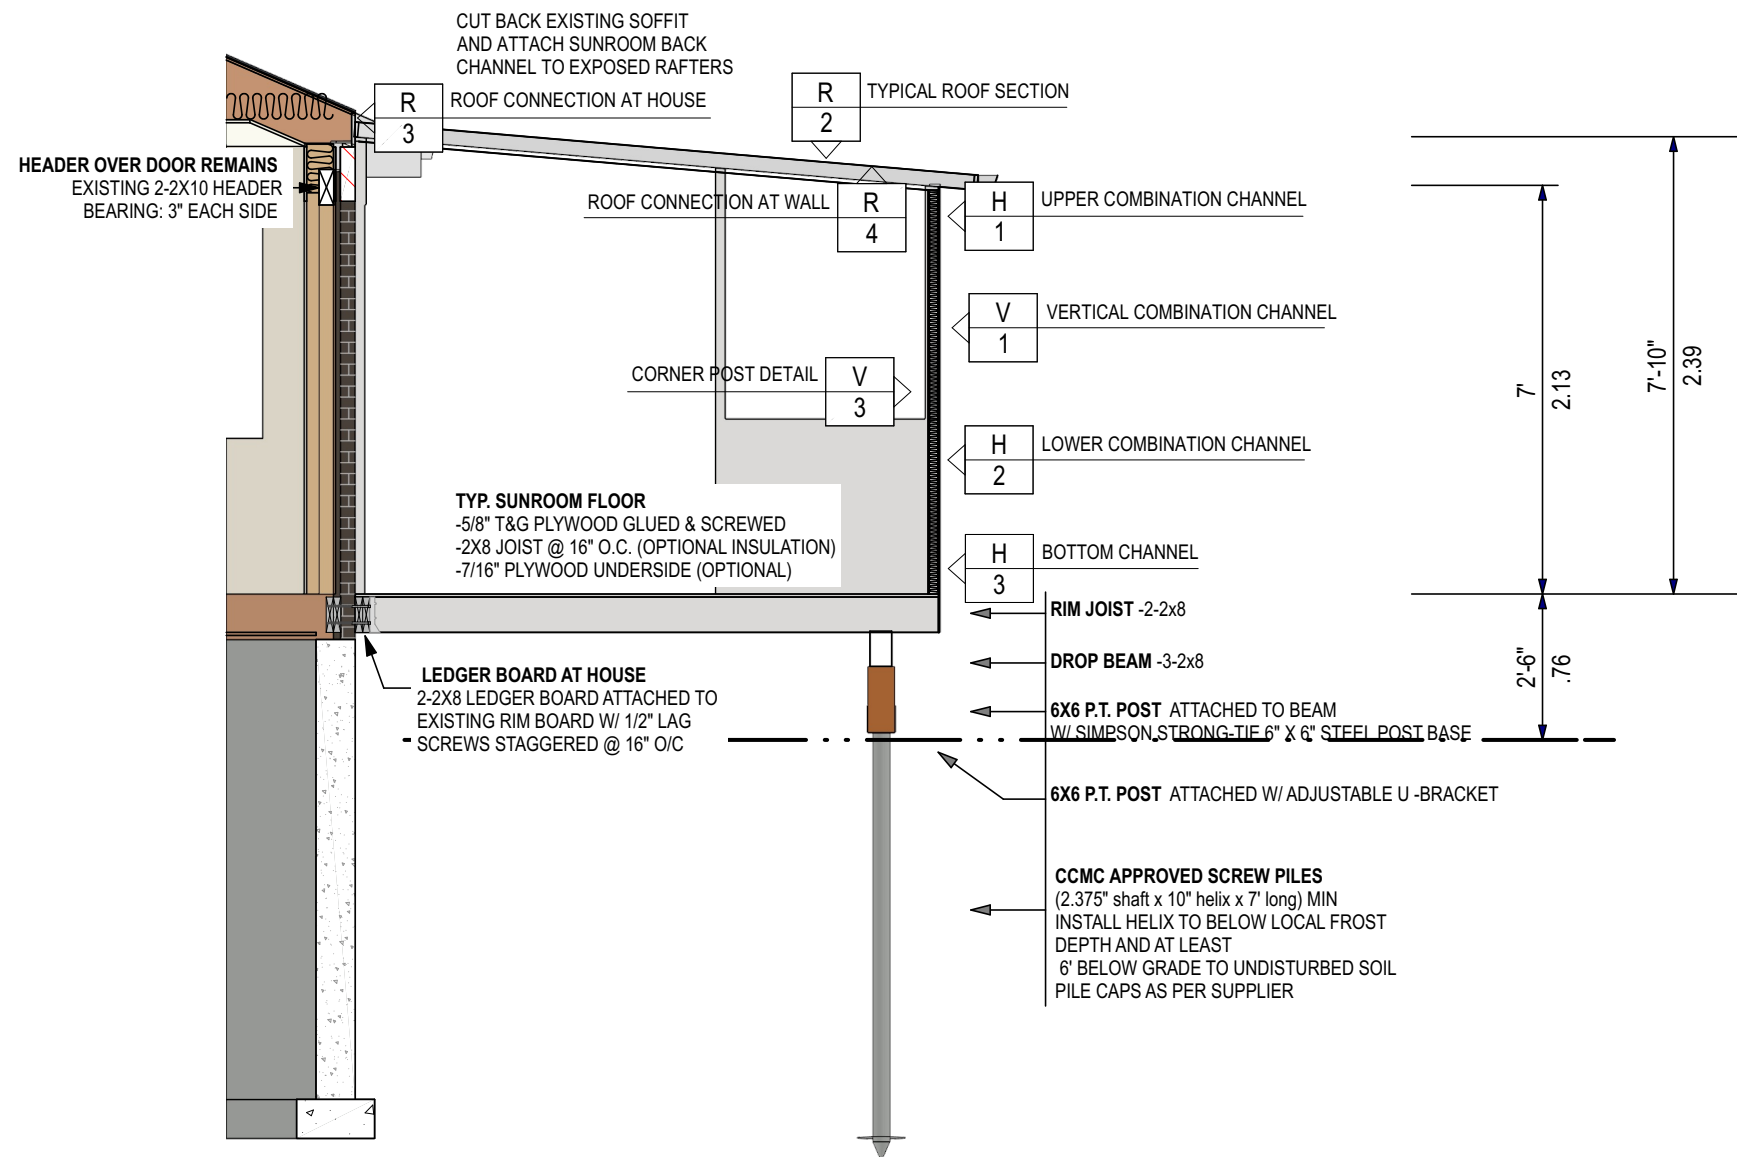 CUT BACK EXISTING SOFFIT
AND ATTACH SUNROOM BACK
CHANNEL TO EXPOSED RAFTERS
R
3
ROOF CONNECTION AT HOUSE
R
2
TYPICAL ROOF SECTION
HEADER OVER DOOR REMAINS
EXISTING 2-2X10 HEADER
BEARING: 3" EACH SIDE
ROOF CONNECTION AT WALL
R
4
H
1
UPPER COMBINATION CHANNEL
V
1
VERTICAL COMBINATION CHANNEL
CORNER POST DETAIL
V
3
H
2
LOWER COMBINATION CHANNEL
7'
2.13
7'-10"
2.39
TYP. SUNROOM FLOOR
-5/8" T&G PLYWOOD GLUED & SCREWED
-2X8 JOIST @ 16" O.C. (OPTIONAL INSULATION)
-7/16" PLYWOOD UNDERSIDE (OPTIONAL)
H
3
BOTTOM CHANNEL
RIM JOIST -2-2x8
DROP BEAM -3-2x8
2'-6"
.76
LEDGER BOARD AT HOUSE
2-2X8 LEDGER BOARD ATTACHED TO
EXISTING RIM BOARD W/ 1/2" LAG
SCREWS STAGGERED @ 16" O/C
6X6 P.T. POST ATTACHED TO BEAM
W/ SIMPSON STRONG-TIE 6" X 6" STEEL POST BASE
6X6 P.T. POST ATTACHED W/ ADJUSTABLE U -BRACKET
CCMC APPROVED SCREW PILES
(2.375" shaft x 10" helix x 7' long) MIN
INSTALL HELIX TO BELOW LOCAL FROST
DEPTH AND AT LEAST
6' BELOW GRADE TO UNDISTURBED SOIL
PILE CAPS AS PER SUPPLIER